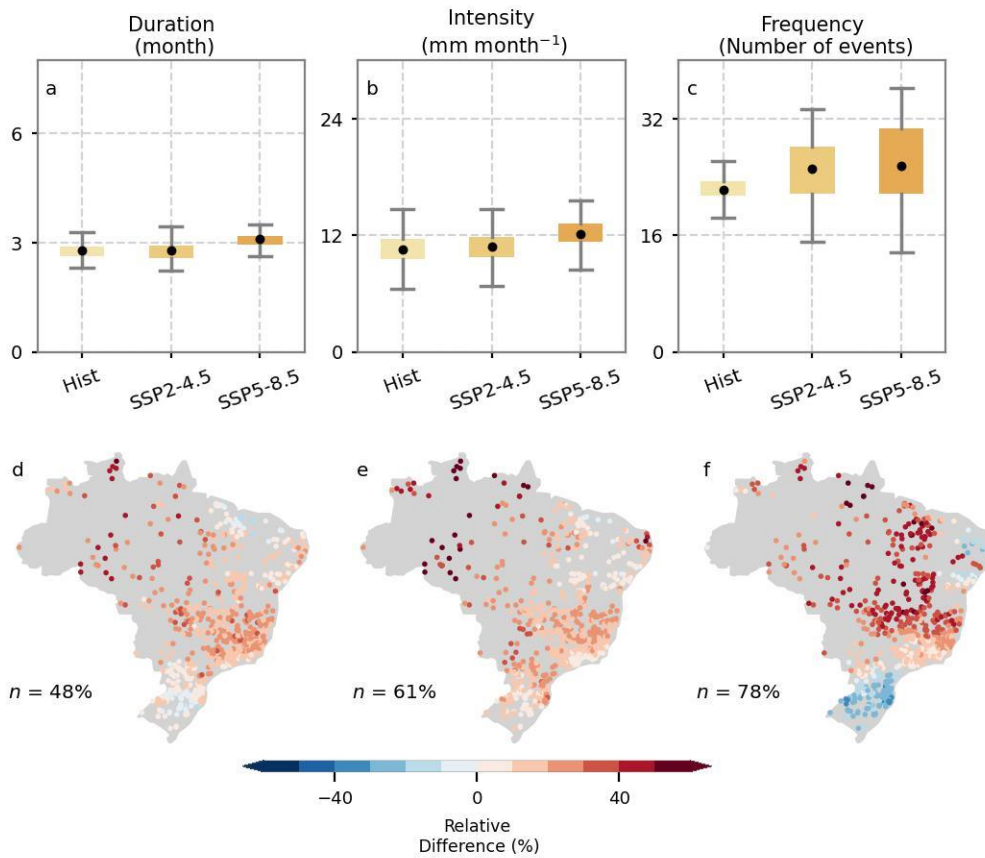 Duration
(month)
Intensity
(mm month⁻¹)
Frequency
(Number of events)
a
6
3
0
Hist
SSP2-4.5
SSP5-8.5
b
24
12
0
Hist
SSP2-4.5
SSP5-8.5
c
32
16
0
Hist
SSP2-4.5
SSP5-8.5
d
n = 48%
e
n = 61%
f
n = 78%
−40
0
40
Relative
Difference (%)